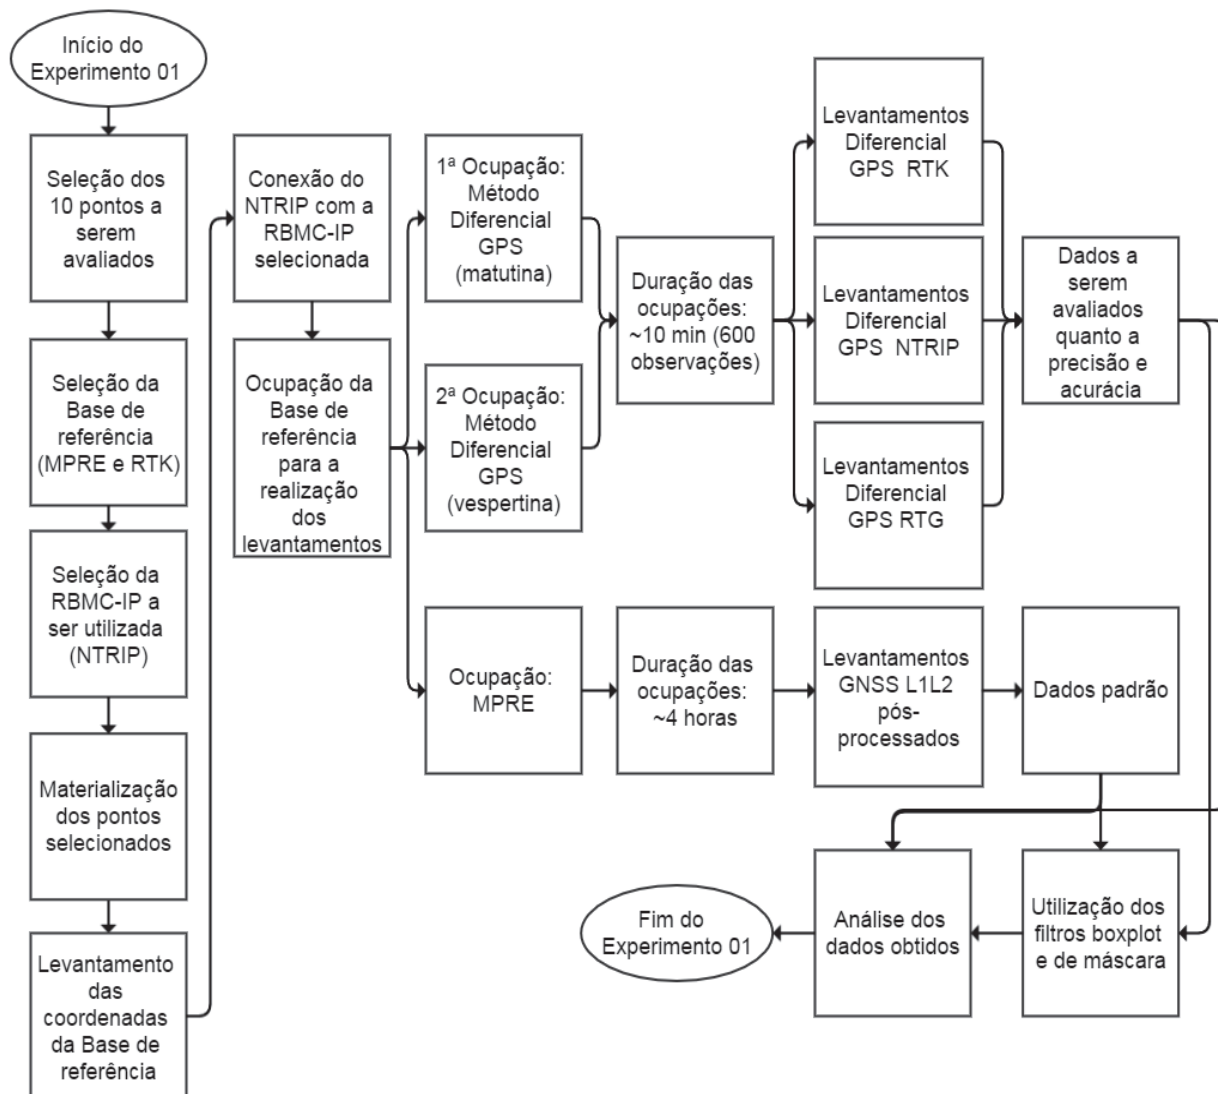 Início do
Experimento 01
Seleção dos
10 pontos a
serem
avaliados
Seleção da
Base de
referência
(MPRE e RTK)
Seleção da
RBMC-IP a
ser utilizada
(NTRIP)
Materialização
dos pontos
selecionados
Levantamento
das
coordenadas
da Base de
referência
Conexão do
NTRIP com a
RBMC-IP
selecionada
Ocupação da
Base de
referência
para a
realização
dos
levantamentos
1ª Ocupação:
Método
Diferencial
GPS
(matutina)
2ª Ocupação:
Método
Diferencial
GPS
(vespertina)
Ocupação:
MPRE
Duração das
ocupações:
~10 min (600
observações)
Duração das
ocupações:
~4 horas
Levantamentos
Diferencial
GPS RTK
Levantamentos
Diferencial
GPS NTRIP
Levantamentos
Diferencial
GPS RTG
Levantamentos
GNSS L1L2
pós-
processados
Dados a
serem
avaliados
quanto a
precisão e
acurácia
Dados padrão
Utilização dos
filtros boxplot
e de máscara
Análise dos
dados obtidos
Fim do
Experimento 01